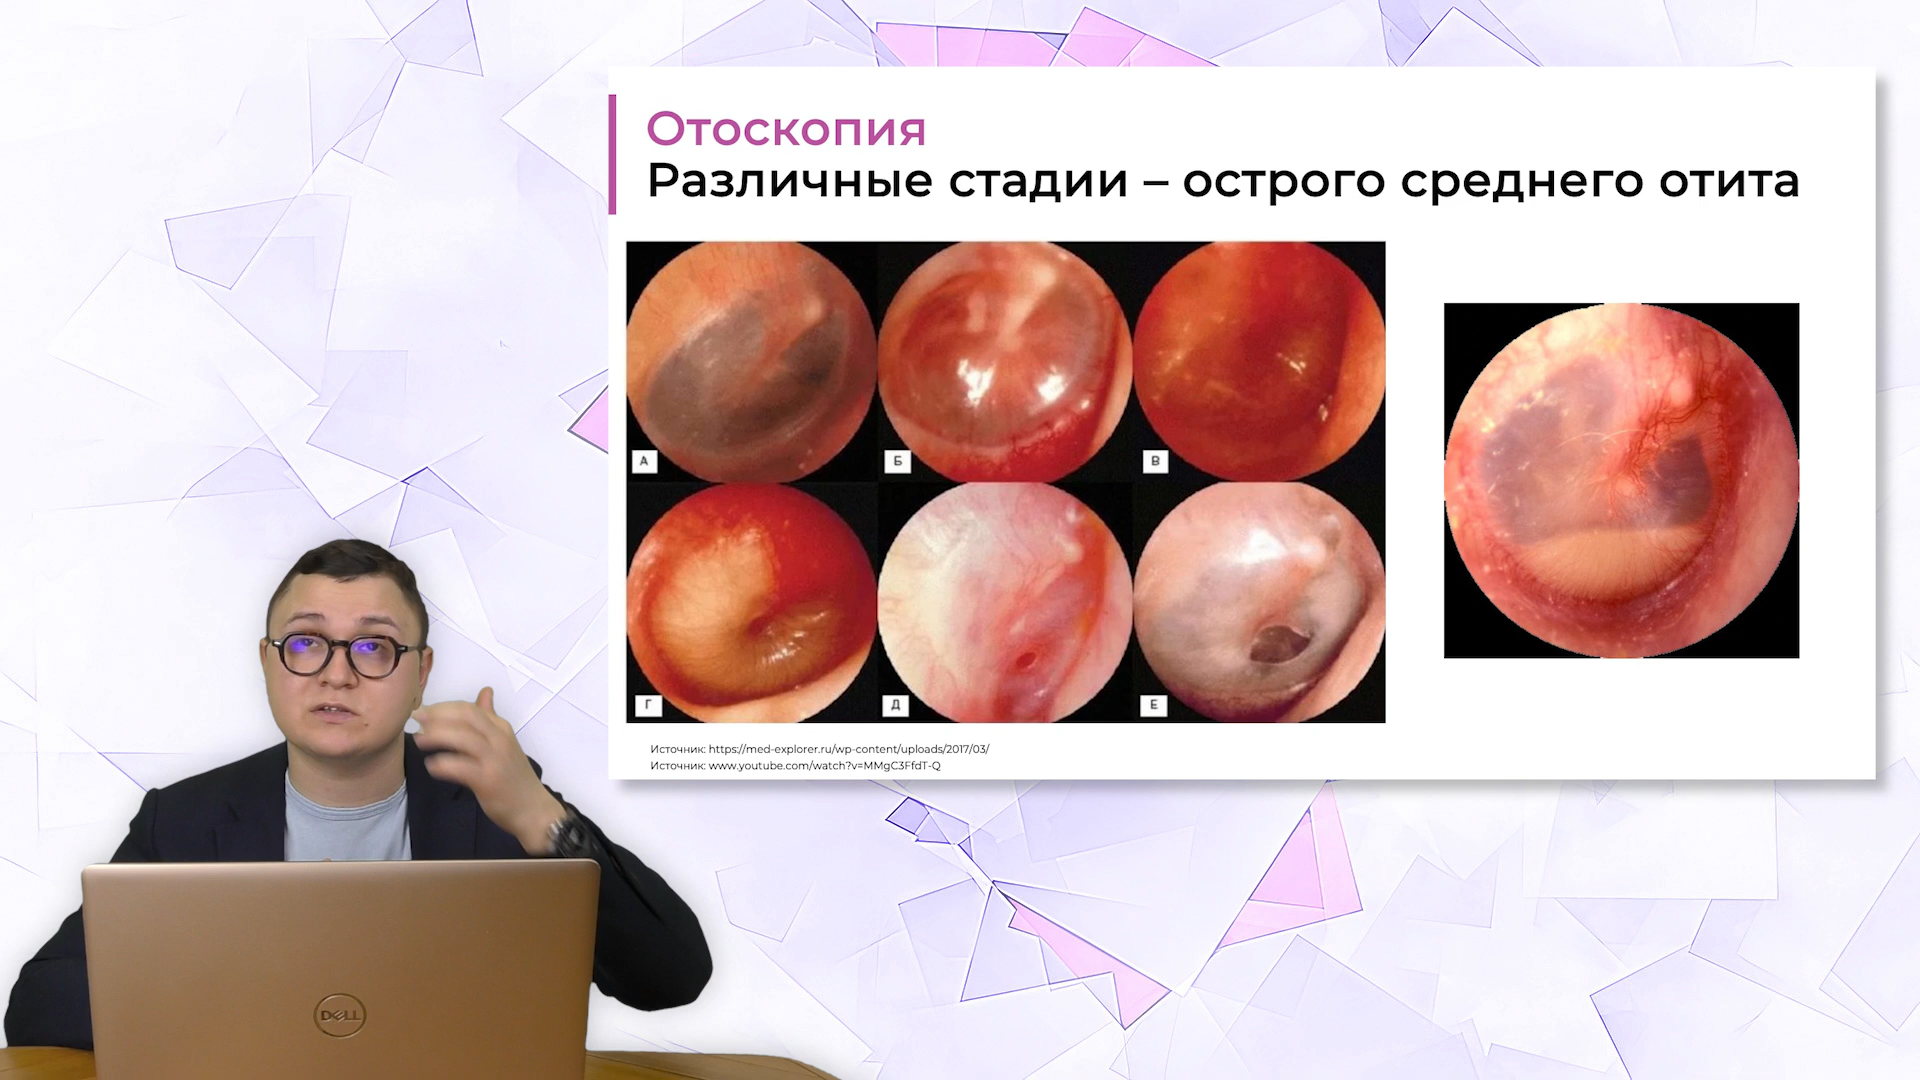 Отоскопия
Различные стадии – острого среднего отита
А
Б
В
Г
Д
Е
Источник: https://med-explorer.ru/wp-content/uploads/2017/03/
Источник: www.youtube.com/watch?v=MMgC3FfdT-Q
DELL